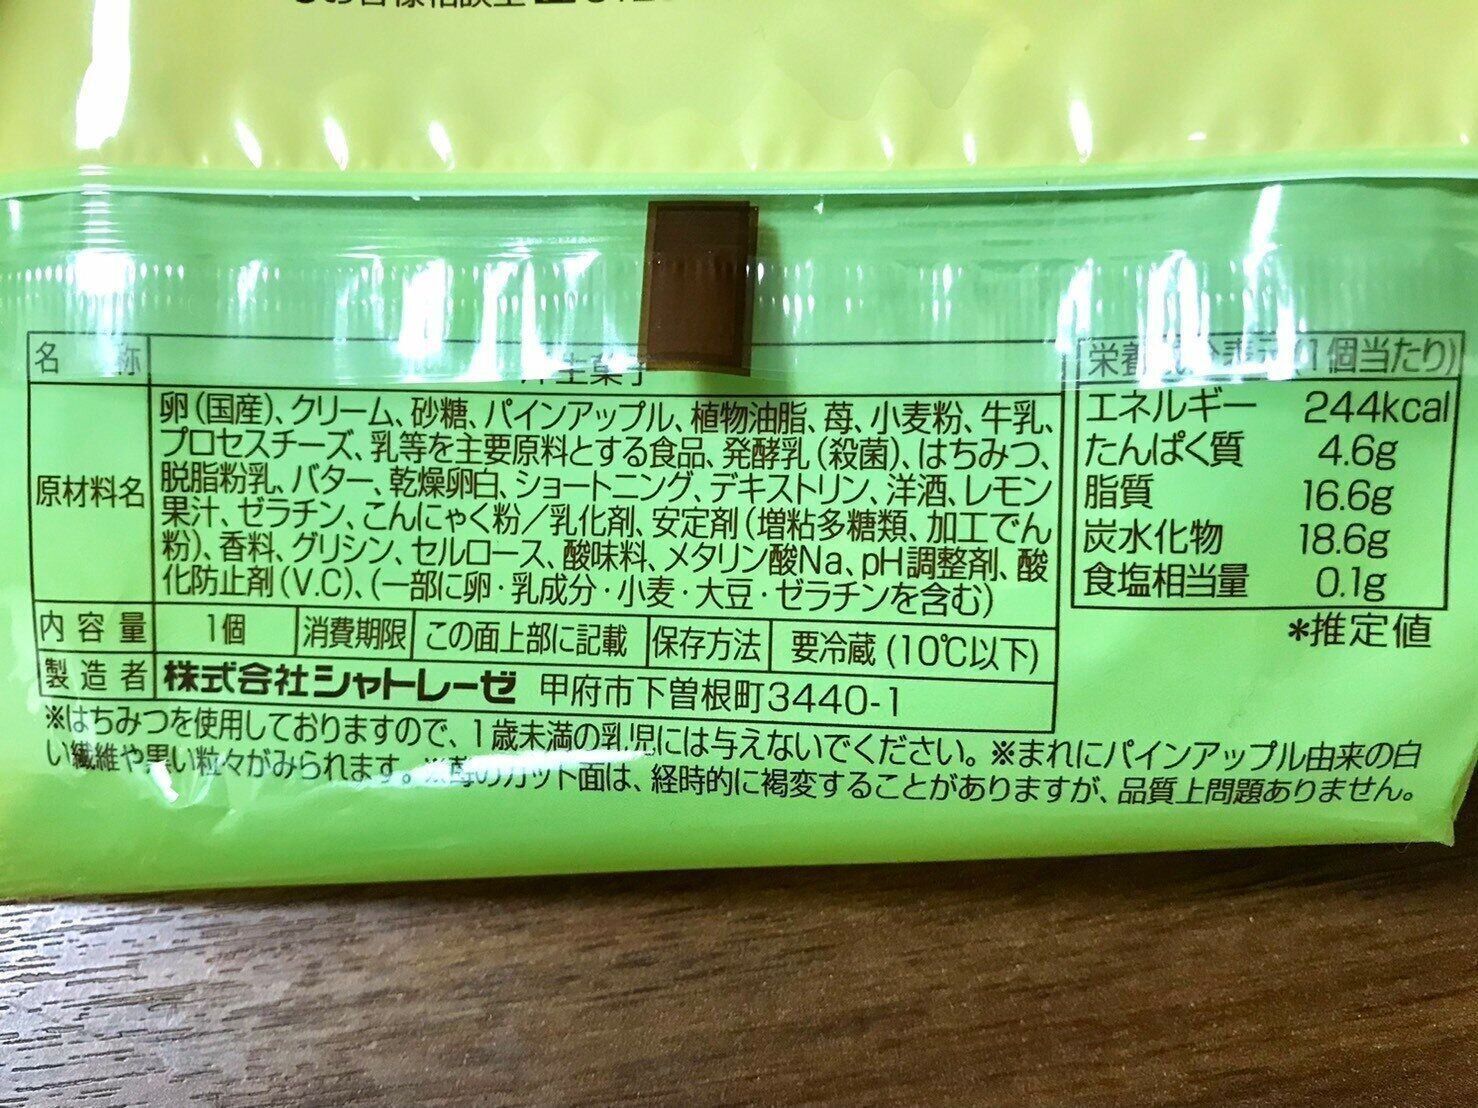 名 称
生菓子
原材料名
卵(国産)、クリーム、砂糖、パインアップル、植物油脂、苺、小麦粉、牛乳、
プロセスチーズ、乳等を主要原料とする食品、発酵乳(殺菌)、はちみつ、
脱脂粉乳、バター、乾燥卵白、ショートニング、デキストリン、洋酒、レモン
果汁、ゼラチン、こんにゃく粉/乳化剤、安定剤(増粘多糖類、加工でん
粉)、香料、グリシン、セルロース、酸味料、メタリン酸Na、pH調整剤、酸
化防止剤(V.C)、(一部に卵・乳成分・小麦・大豆・ゼラチンを含む)
内容量 1個 消費期限 この面上部に記載 保存方法 要冷蔵(10℃以下)
製造者 株式会社シャトレーゼ 甲府市下曽根町3440-1
※はちみつを使用しておりますので、1歳未満の乳児には与えないでください。※まれにパインアップル由来の白
い繊維や黒い粒々がみられます。※苺のカット面は、経時的に褐変することがありますが、品質上問題ありません。
栄養成分表示(1個当たり)
エネルギー 244kcal
たんぱく質 4.6g
脂質 16.6g
炭水化物 18.6g
食塩相当量 0.1g
*推定値